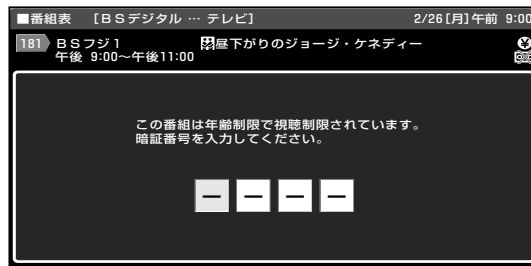 ■番組表 [BSデジタル … テレビ] 2/26[月]午前 9:00
181 BSフジ1 昼下がりのジョージ・ケネディー
午後 9:00〜午後11:00
この番組は年齢制限で視聴制限されています。
暗証番号を入力してください。
— — — —